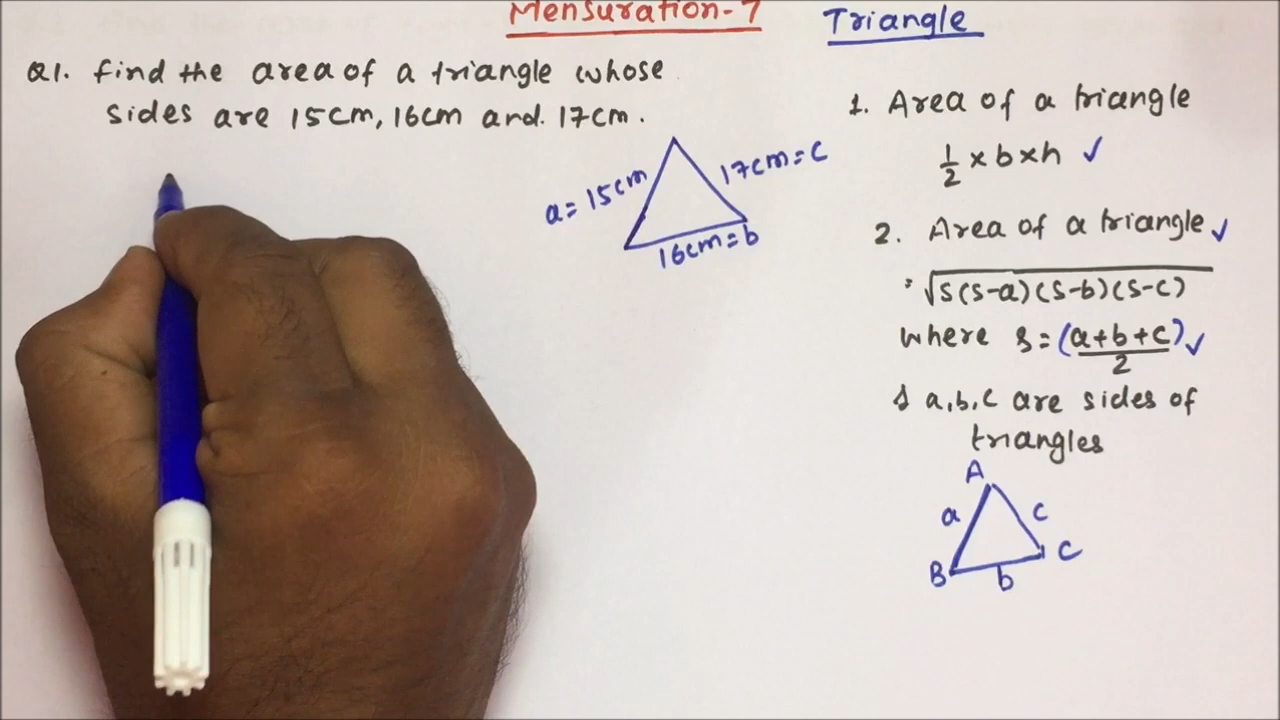 Mensuration-7
Triangle
Q1. find the area of a triangle whose
sides are 15cm, 16cm and. 17cm.
a = 15cm
17cm = c
16cm = b
1. Area of a triangle
1/2 × b × h ✓
2. Area of a triangle ✓
= √s(s-a)(s-b)(s-c)
where s = (a+b+c)/2 ✓
& a,b,c are sides of
triangles
A
a
c
B
b
C